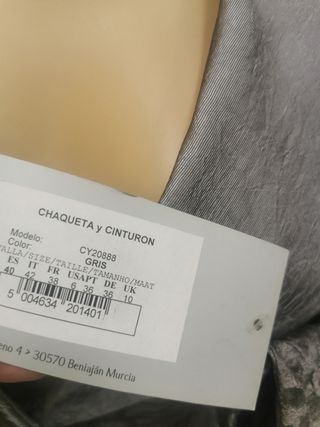 CHAQUETA y CINTURON
Modelo: CY20888
Color: GRIS
TALLA/SIZE/TAILLE/TAMANHO/MAAT
ES IT FR USA PT DE UK
40 42 38 6 36 36 10
5 004634 201401
eno 4 > 30570 Beniaján Murcia